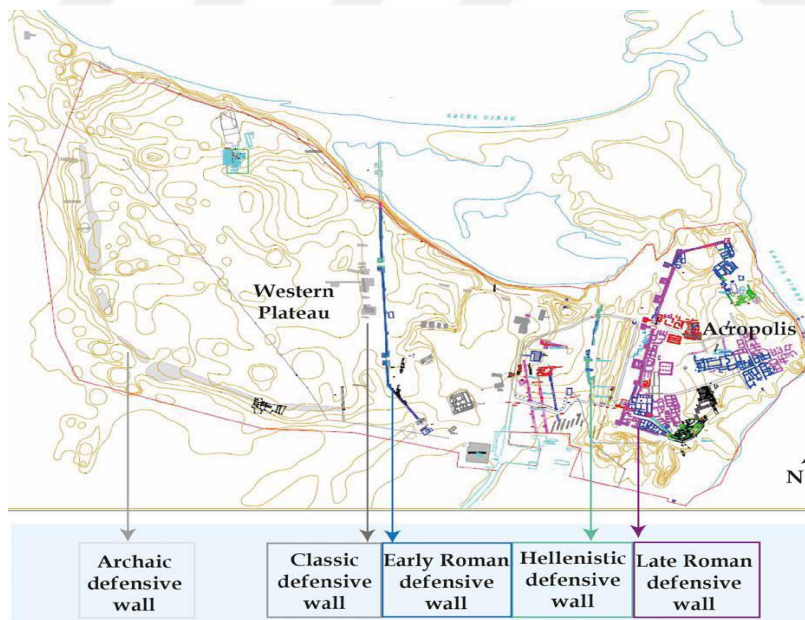 Western
Plateau
Acropolis
Archaic
defensive
wall
Classic
defensive
wall
Early Roman
defensive
wall
Hellenistic
defensive
wall
Late Roman
defensive
wall